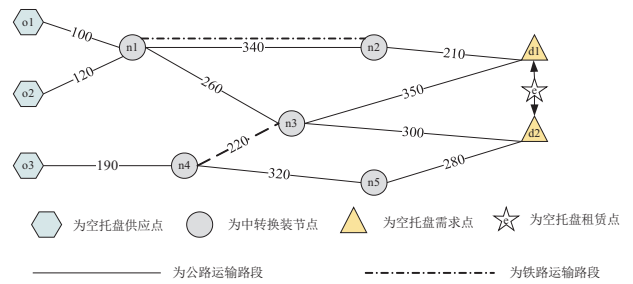 o1
100
n1
340
n2
210
d1
o2
120
260
350
e
n3
300
d2
220
o3
190
n4
320
n5
280
为空托盘供应点
为中转换装节点
为空托盘需求点
e
为空托盘租赁点
为公路运输路段
为铁路运输路段